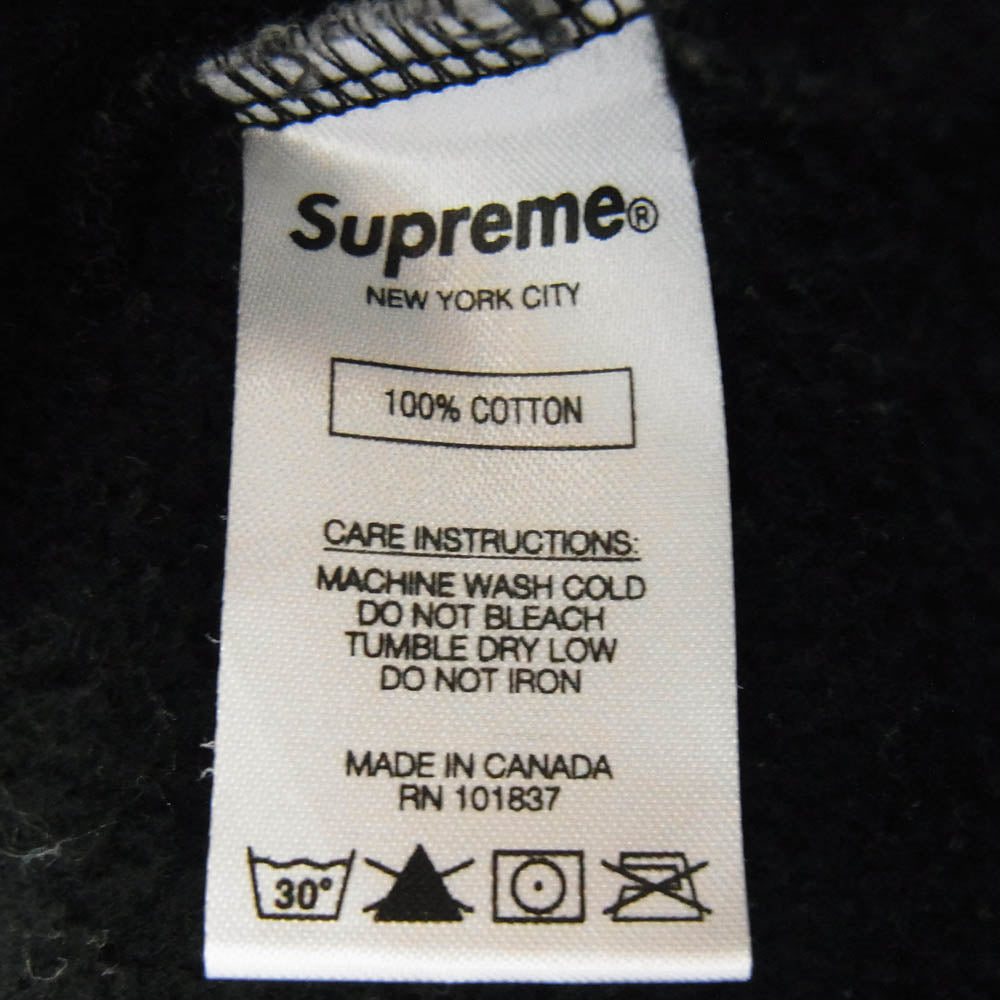 Supreme®
NEW YORK CITY
100% COTTON
CARE INSTRUCTIONS:
MACHINE WASH COLD
DO NOT BLEACH
TUMBLE DRY LOW
DO NOT IRON
MADE IN CANADA
RN 101837
30°